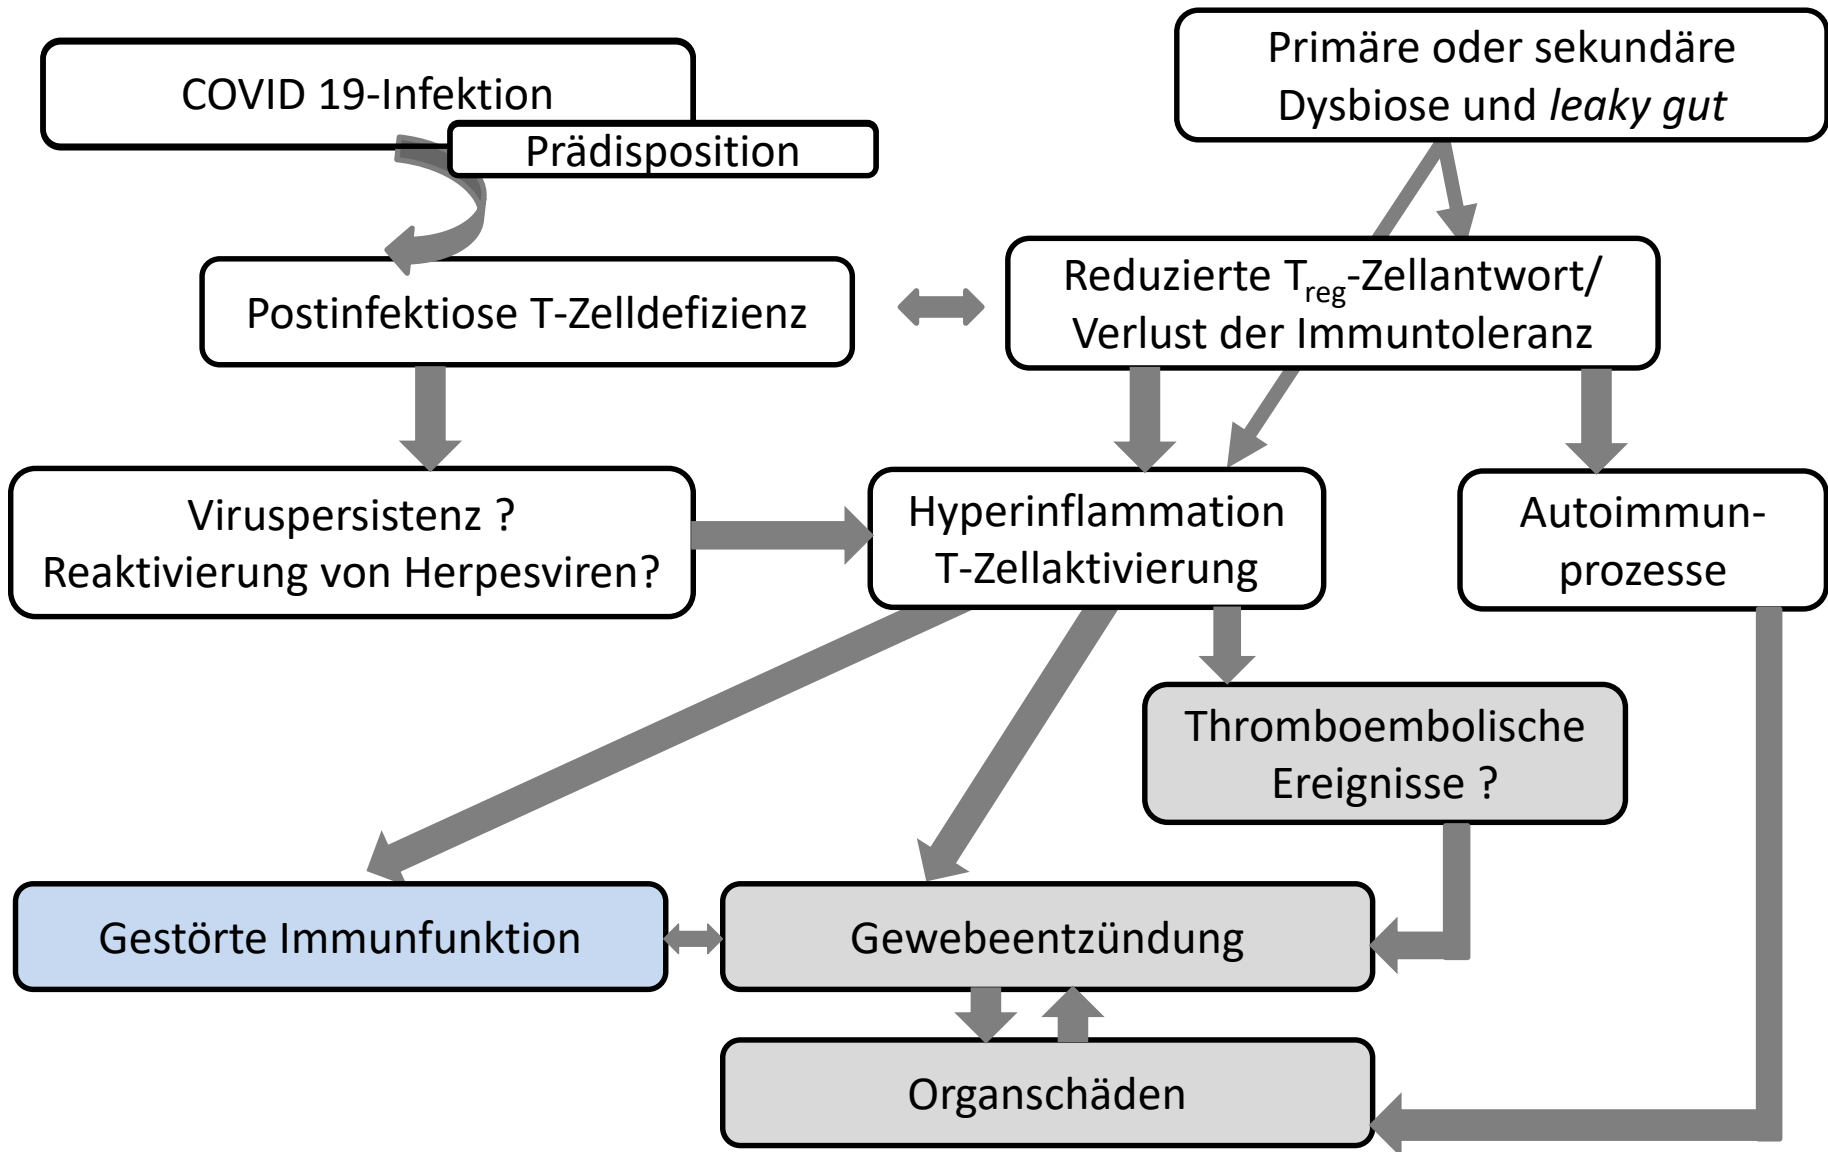 COVID 19-Infektion
Prädisposition
Primäre oder sekundäre
Dysbiose und leaky gut
Postinfektiose T-Zelldefizienz
Reduzierte Treg-Zellantwort/
Verlust der Immuntoleranz
Viruspersistenz ?
Reaktivierung von Herpesviren?
Hyperinflammation
T-Zellaktivierung
Autoimmun-
prozesse
Thromboembolische
Ereignisse ?
Gestörte Immunfunktion
Gewebeentzündung
Organschäden